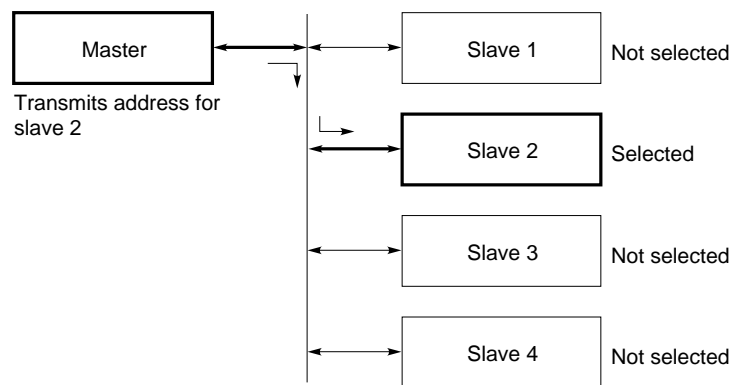 Master
Slave 1
Not selected
Transmits address for
slave 2
Slave 2
Selected
Slave 3
Not selected
Slave 4
Not selected